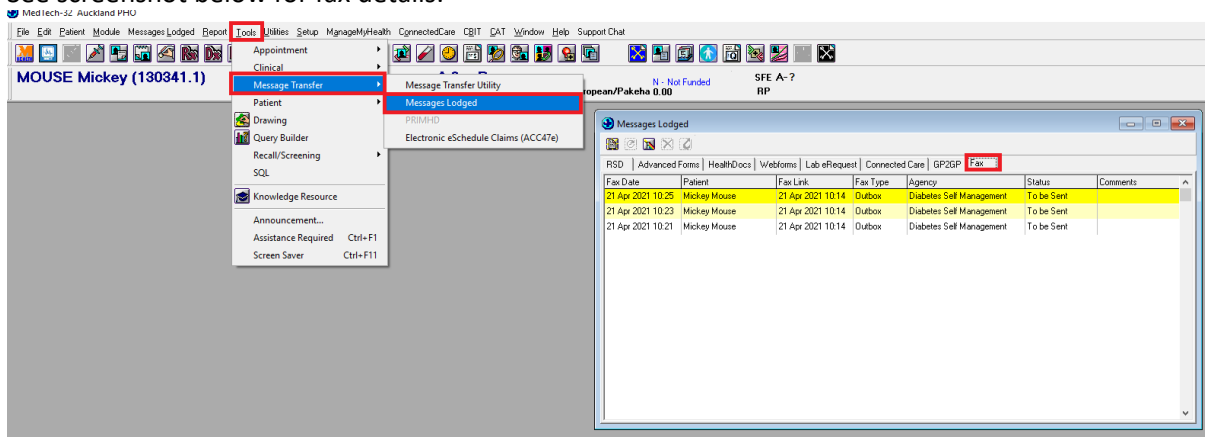 See screenshot below for fax details.
MedTech-32 Auckland PHO
File Edit Patient Module Messages Lodged Report Tools Utilities Setup ManageMyHealth ConnectedCare CBIT CAT Window Help Support Chat
MOUSE Mickey (130341.1)
N - Not Funded
SFE A-?
ropean/Pakeha 0.00
RP
Appointment
Clinical
Message Transfer
Patient
Drawing
Query Builder
Recall/Screening
SQL
Knowledge Resource
Announcement...
Assistance Required Ctrl+F1
Screen Saver Ctrl+F11
Message Transfer Utility
Messages Lodged
PRIMHD
Electronic eSchedule Claims (ACC47e)
Messages Lodged
RSD Advanced Forms HealthDocs Webforms Lab eRequest Connected Care GP2GP Fax
Fax Date Patient Fax Link Fax Type Agency Status Comments
21 Apr 2021 10:25 Mickey Mouse 21 Apr 2021 10:14 Outbox Diabetes Self Management To be Sent
21 Apr 2021 10:23 Mickey Mouse 21 Apr 2021 10:14 Outbox Diabetes Self Management To be Sent
21 Apr 2021 10:21 Mickey Mouse 21 Apr 2021 10:14 Outbox Diabetes Self Management To be Sent